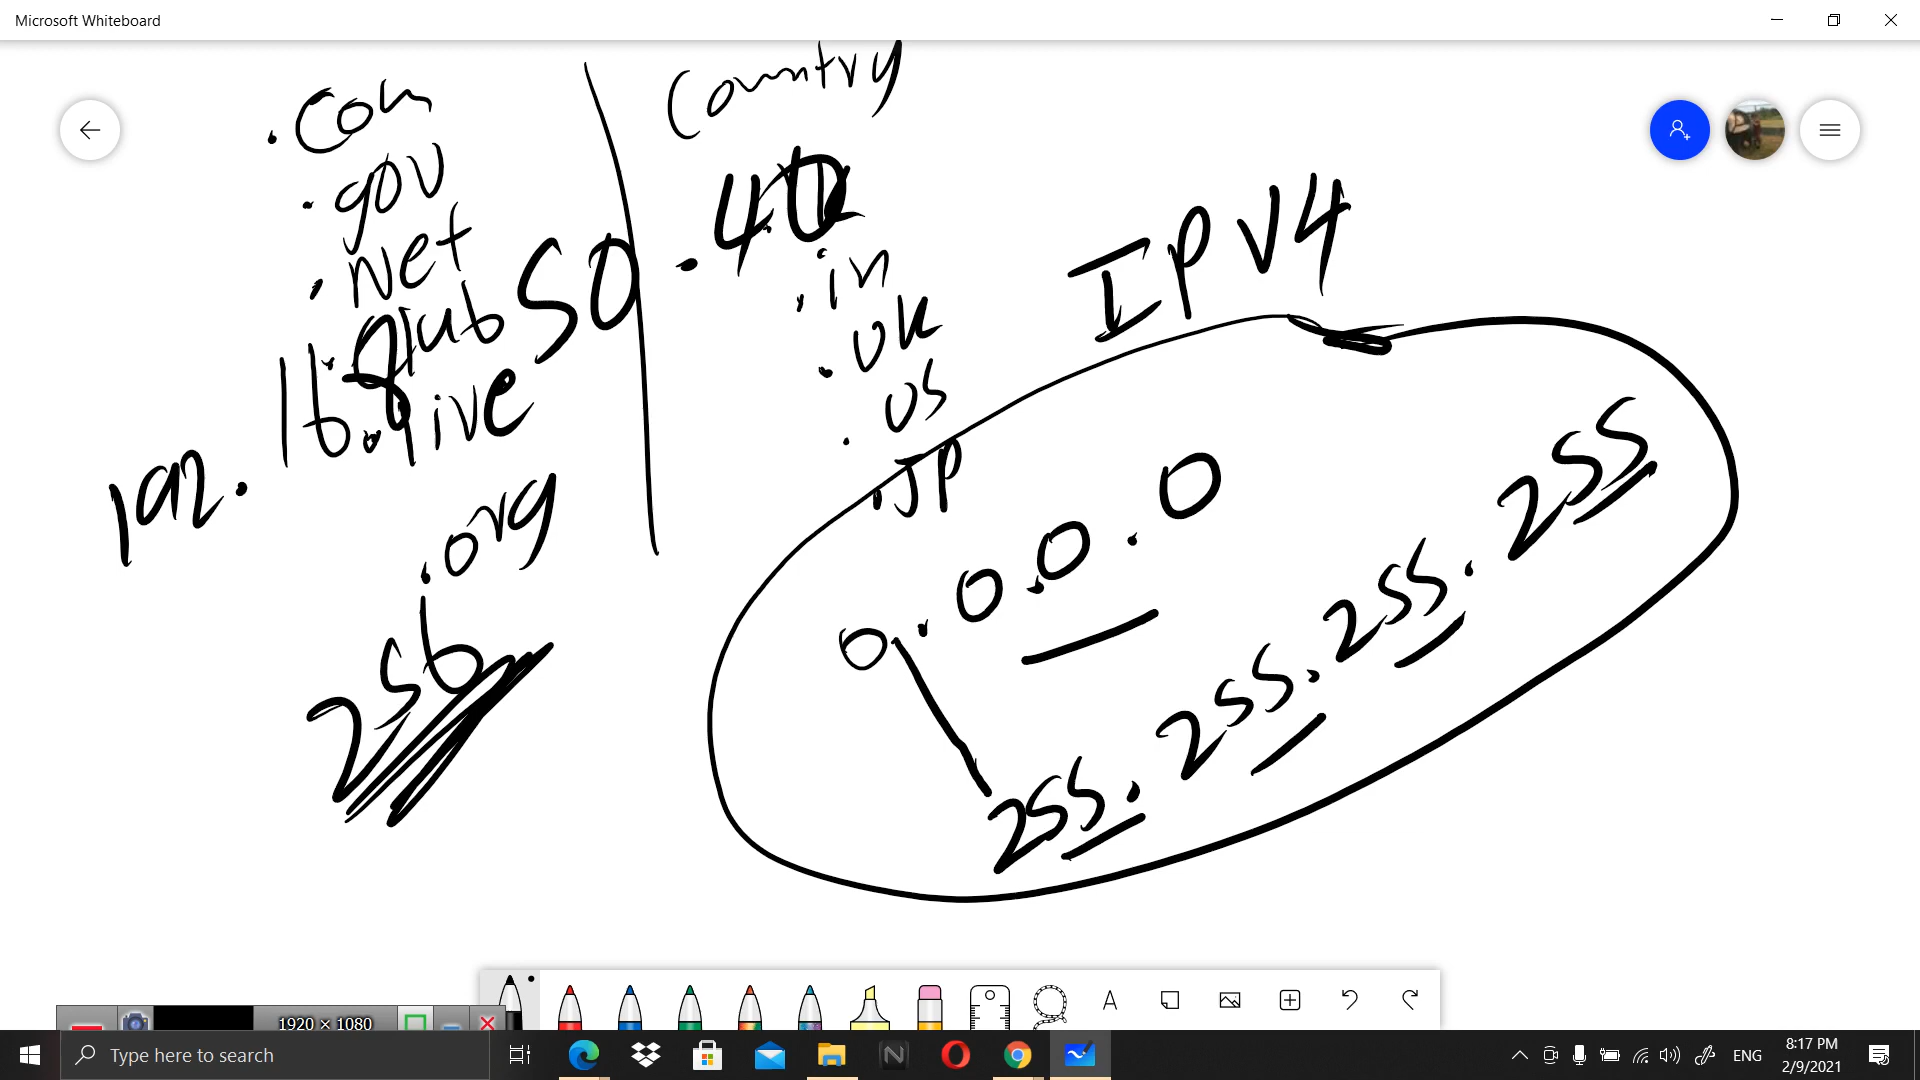 Microsoft Whiteboard
.Com
.gov
.net
.live
.org
192.
50.40
256
Country
.in
.uk
.us
.JP
IPV4
0.0.0.0
255.255.255.255
1920 × 1080
Type here to search
ENG
8:17 PM
2/9/2021